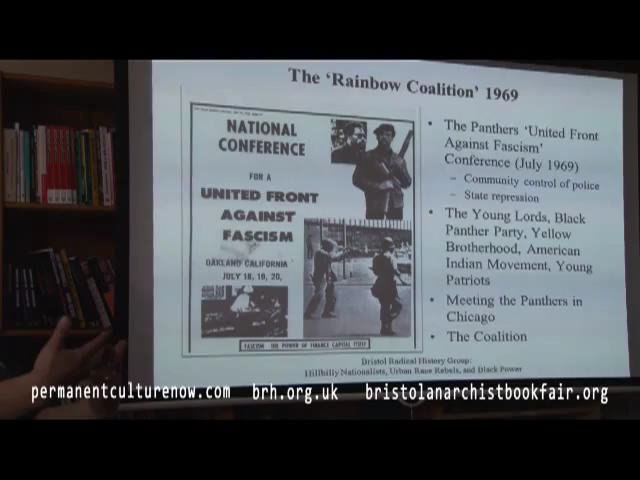 The 'Rainbow Coalition' 1969
NATIONAL
CONFERENCE
FOR A
UNITED FRONT
AGAINST
FASCISM
OAKLAND CALIFORNIA
JULY 18, 19, 20,
FASCISM THE POWER OF FINANCE CAPITAL ITSELF
• The Panthers 'United Front
Against Fascism'
Conference (July 1969)
– Community control of police
– State repression
• The Young Lords, Black
Panther Party, Yellow
Brotherhood, American
Indian Movement, Young
Patriots
• Meeting the Panthers in
Chicago
• The Coalition
Bristol Radical History Group:
Hillbilly Nationalists, Urban Race Rebels, and Black Power
permanentculturenow.com brh.org.uk bristolanarchistbookfair.org